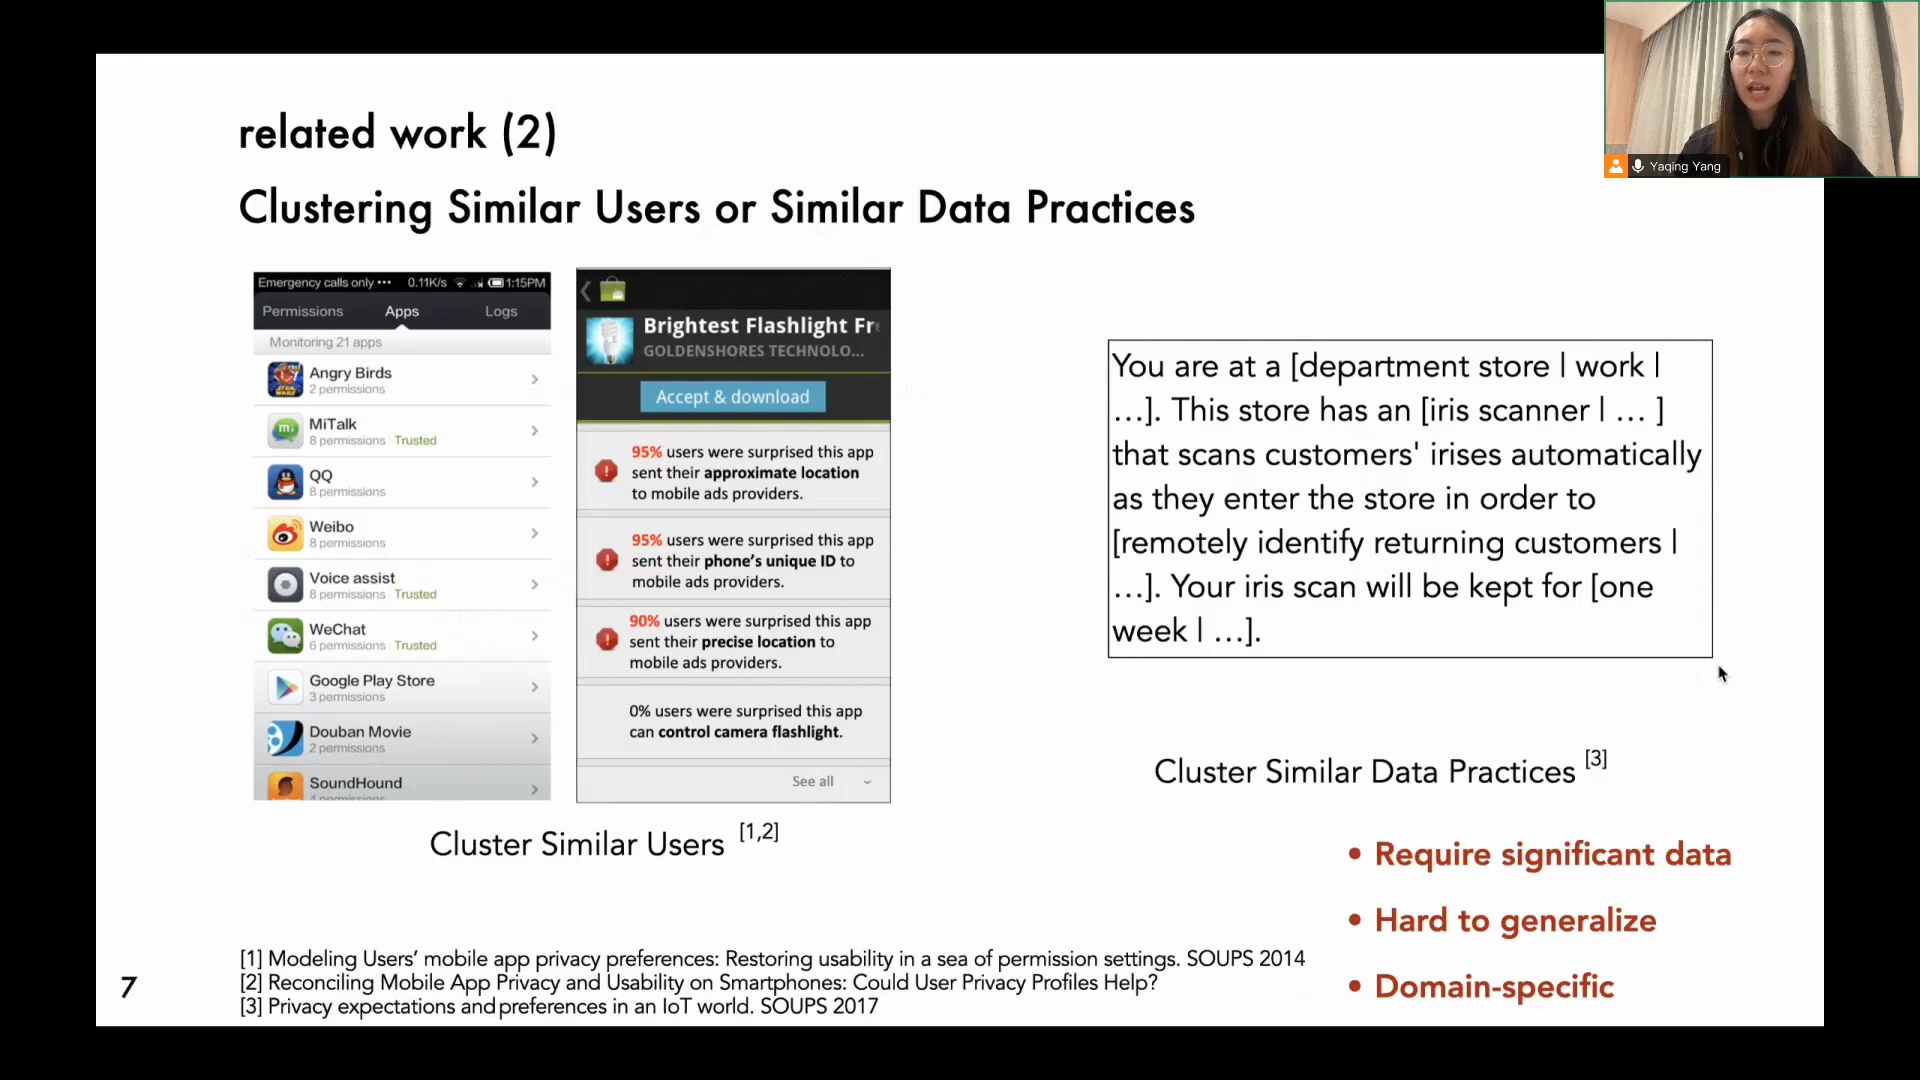 related work (2)
Clustering Similar Users or Similar Data Practices
Emergency calls only ••• 0.11K/s 1:15PM
Permissions Apps Logs
Monitoring 21 apps
Angry Birds
2 permissions
MiTalk
8 permissions Trusted
QQ
8 permissions
Weibo
8 permissions
Voice assist
8 permissions Trusted
WeChat
6 permissions Trusted
Google Play Store
3 permissions
Douban Movie
2 permissions
SoundHound
4 permissions
Brightest Flashlight Fr
GOLDENSHORES TECHNOLO...
Accept & download
95% users were surprised this app
sent their approximate location
to mobile ads providers.
95% users were surprised this app
sent their phone's unique ID to
mobile ads providers.
90% users were surprised this app
sent their precise location to
mobile ads providers.
0% users were surprised this app
can control camera flashlight.
See all
Cluster Similar Users [1,2]
You are at a [department store | work |
…]. This store has an [iris scanner | … ]
that scans customers' irises automatically
as they enter the store in order to
[remotely identify returning customers |
…]. Your iris scan will be kept for [one
week | …].
Cluster Similar Data Practices [3]
• Require significant data
• Hard to generalize
• Domain-specific
[1] Modeling Users' mobile app privacy preferences: Restoring usability in a sea of permission settings. SOUPS 2014
[2] Reconciling Mobile App Privacy and Usability on Smartphones: Could User Privacy Profiles Help?
[3] Privacy expectations and preferences in an IoT world. SOUPS 2017
7
Yaqing Yang